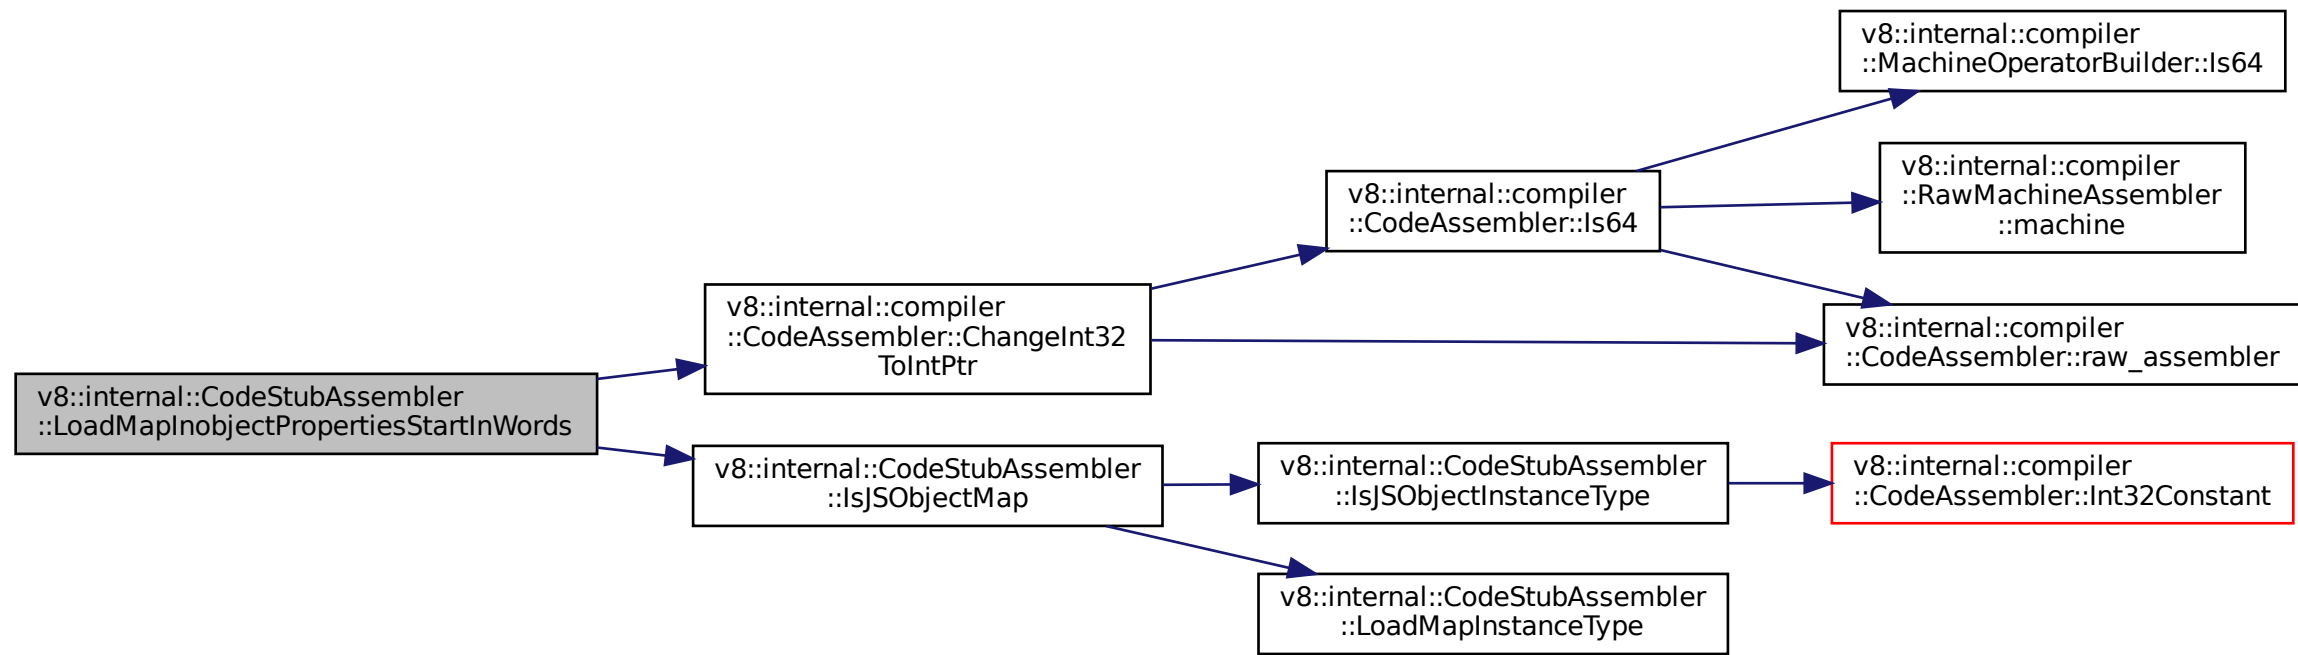 v8::internal::compiler
::MachineOperatorBuilder::Is64
v8::internal::compiler
::RawMachineAssembler
::machine
v8::internal::compiler
::CodeAssembler::Is64
v8::internal::compiler
::CodeAssembler::ChangeInt32
ToIntPtr
v8::internal::compiler
::CodeAssembler::raw_assembler
v8::internal::CodeStubAssembler
::LoadMapInobjectPropertiesStartInWords
v8::internal::CodeStubAssembler
::IsJSObjectMap
v8::internal::CodeStubAssembler
::IsJSObjectInstanceType
v8::internal::compiler
::CodeAssembler::Int32Constant
v8::internal::CodeStubAssembler
::LoadMapInstanceType